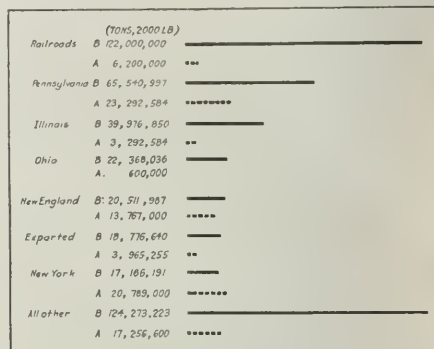 (TONS, 2000 LB)
Railroads B 122,000,000
A 6,200,000
Pennsylvania B 65,540,997
A 23,292,584
Illinois B 39,976,850
A 3,292,584
Ohio B 22,368,036
A. 600,000
New England B 20,511,987
A 13,767,000
Exported B 18,776,640
A 3,965,255
New York B 17,186,191
A 20,789,000
All other B 124,273,223
A 17,256,600